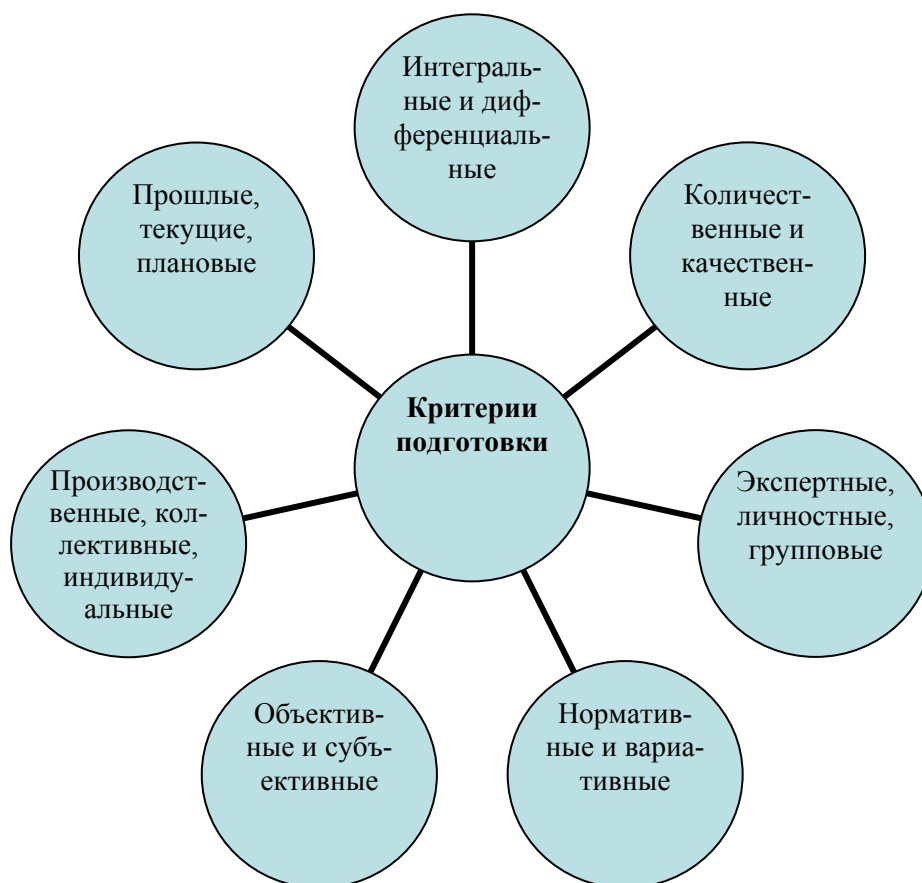 Интеграль-
ные и диф-
ференциаль-
ные
Количест-
венные и
качествен-
ные
Экспертные,
личностные,
групповые
Норматив-
ные и вариа-
тивные
Объектив-
ные и субъ-
ективные
Производст-
венные, кол-
лективные,
индивиду-
альные
Прошлые,
текущие,
плановые
Критерии
подготовки